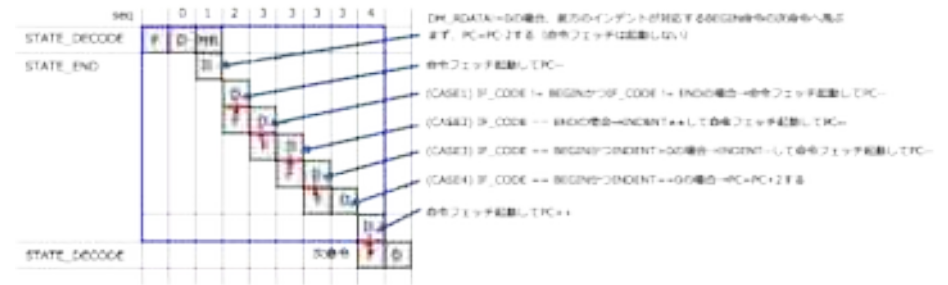 seq 0 1 2 3 3 3 3 4
STATE_DECODE F D MR
DM_RDATA!=0の場合、前方のインデントが対応するBEGIN命令の次命令へ飛ぶ
まず、PC=PC-2する（命令フェッチは起動しない）
STATE_END D
命令フェッチ起動してPC--
(CASE1) IF_CODE != BEGINかつIF_CODE != ENDの場合→命令フェッチ起動してPC--
(CASE2) IF_CODE == ENDの場合→INDENT++して命令フェッチ起動してPC--
(CASE3) IF_CODE == BEGINかつINDENT>0の場合→INDENT--して命令フェッチ起動してPC--
(CASE4) IF_CODE == BEGINかつINDENT==0の場合→PC=PC+2する
命令フェッチ起動してPC++
STATE_DECODE 次命令 F D